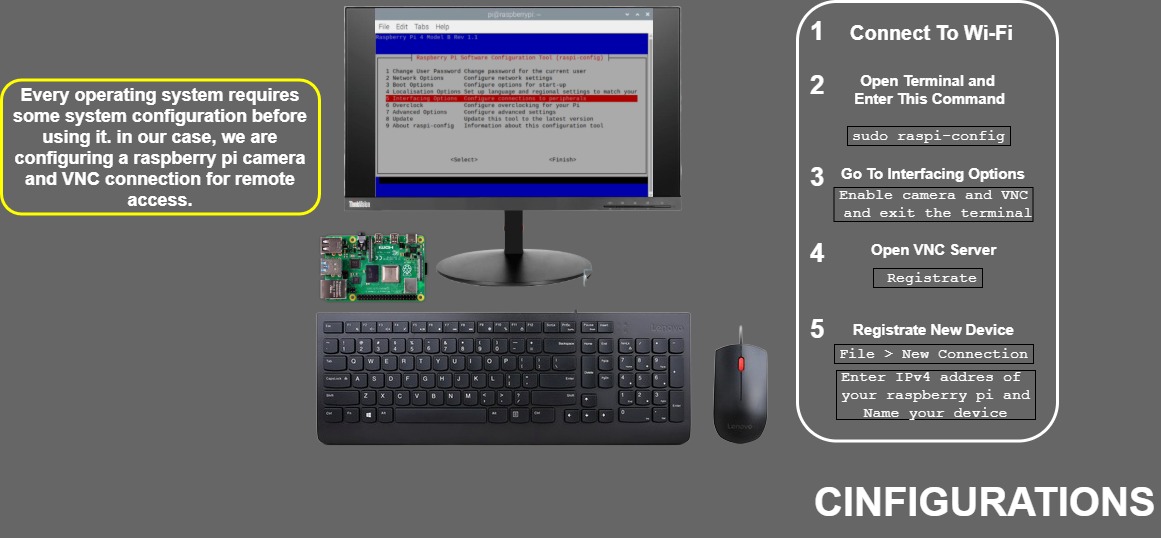 Every operating system requires
some system configuration before
using it. in our case, we are
configuring a raspberry pi camera
and VNC connection for remote
access.
pi@raspberrypi: ~
File Edit Tabs Help
Raspberry Pi 4 Model B Rev 1.1
Raspberry Pi Software Configuration Tool (raspi-config)
1 Change User Password Change password for the current user
2 Network Options Configure network settings
3 Boot Options Configure options for start-up
4 Localisation Options Set up language and regional settings to match your
5 Interfacing Options Configure connections to peripherals
6 Overclock Configure overclocking for your Pi
7 Advanced Options Configure advanced settings
8 Update Update this tool to the latest version
9 About raspi-config Information about this configuration tool
<Select> <Finish>
ThinkVision
Lenovo
Q W E R T Y U I O P
A S D F G H J K L
Z X C V B N M
Lenovo
1 Connect To Wi-Fi
2 Open Terminal and
Enter This Command
sudo raspi-config
3 Go To Interfacing Options
Enable camera and VNC
and exit the terminal
4 Open VNC Server
Registrate
5 Registrate New Device
File > New Connection
Enter IPv4 addres of
your raspberry pi and
Name your device
CINFIGURATIONS